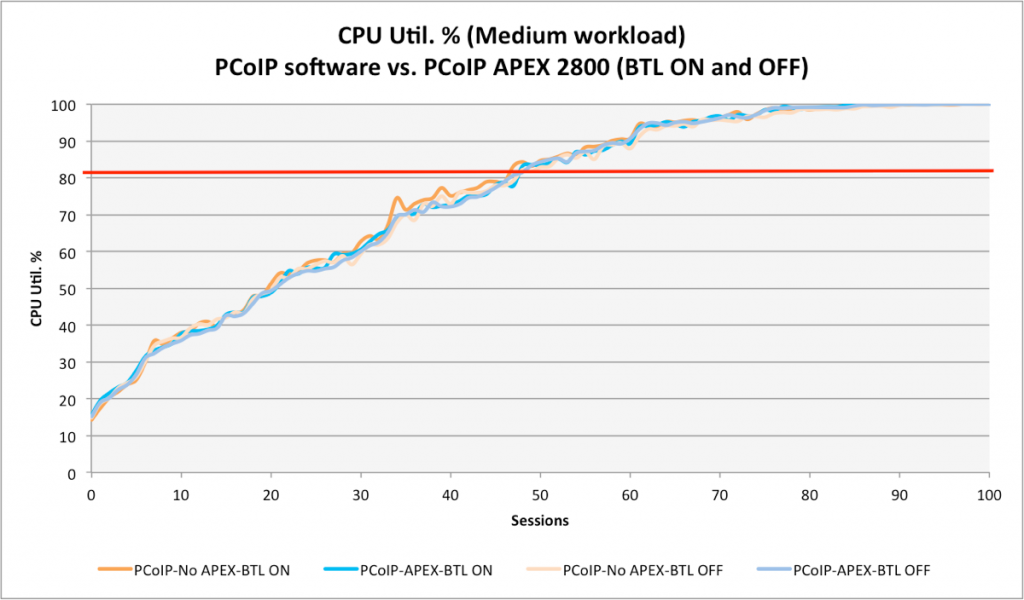 CPU Util. % (Medium workload)
PCoIP software vs. PCoIP APEX 2800 (BTL ON and OFF)
CPU Util. %
100
90
80
70
60
50
40
30
20
10
0
0 10 20 30 40 50 60 70 80 90 100
Sessions
PCoIP-No APEX-BTL ON PCoIP-APEX-BTL ON PCoIP-No APEX-BTL OFF PCoIP-APEX-BTL OFF